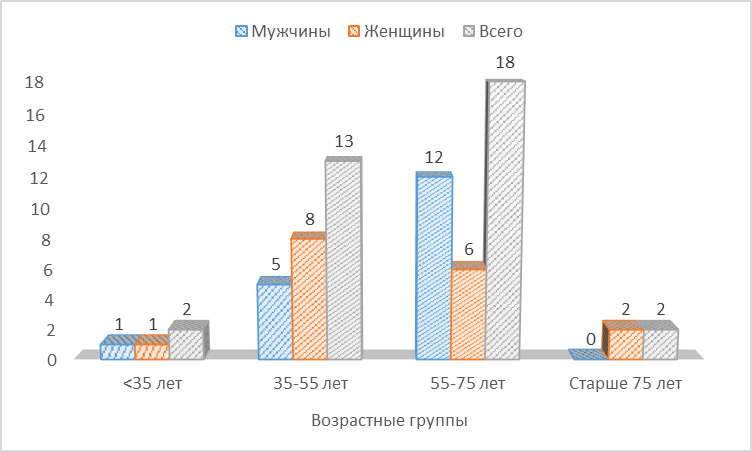 Мужчины Женщины Всего
18
16
14
12
10
8
6
4
2
0
1 1 2
5 8 13
12 6 18
0 2 2
<35 лет 35-55 лет 55-75 лет Старше 75 лет
Возрастные группы